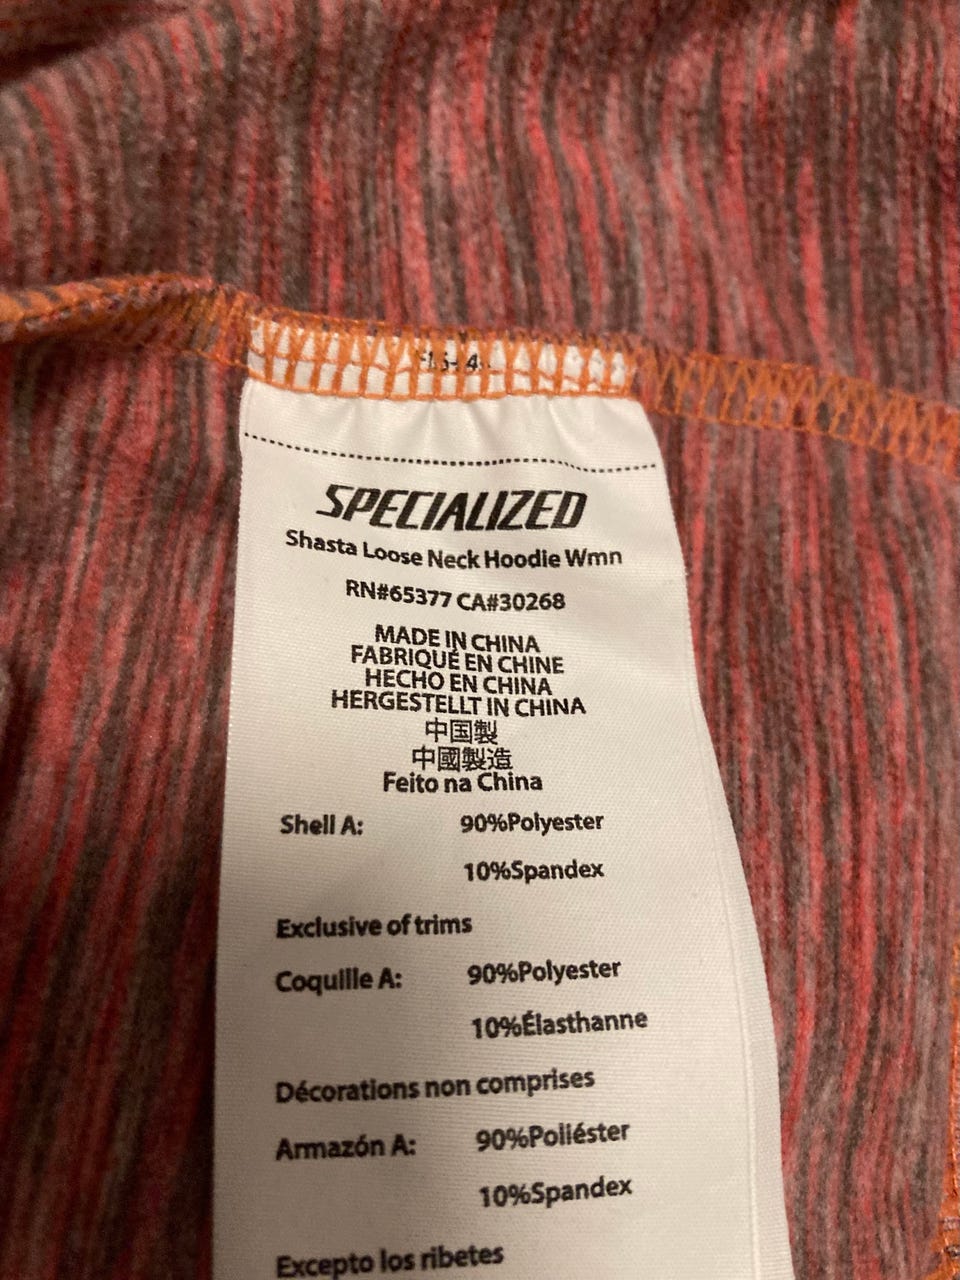 SPECIALIZED
Shasta Loose Neck Hoodie Wmn
RN#65377 CA#30268
MADE IN CHINA
FABRIQUÉ EN CHINE
HECHO EN CHINA
HERGESTELLT IN CHINA
中国製
中國製造
Feito na China
Shell A: 90%Polyester
10%Spandex
Exclusive of trims
Coquille A: 90%Polyester
10%Élasthanne
Décorations non comprises
Armazón A: 90%Poliéster
10%Spandex
Excepto los ribetes